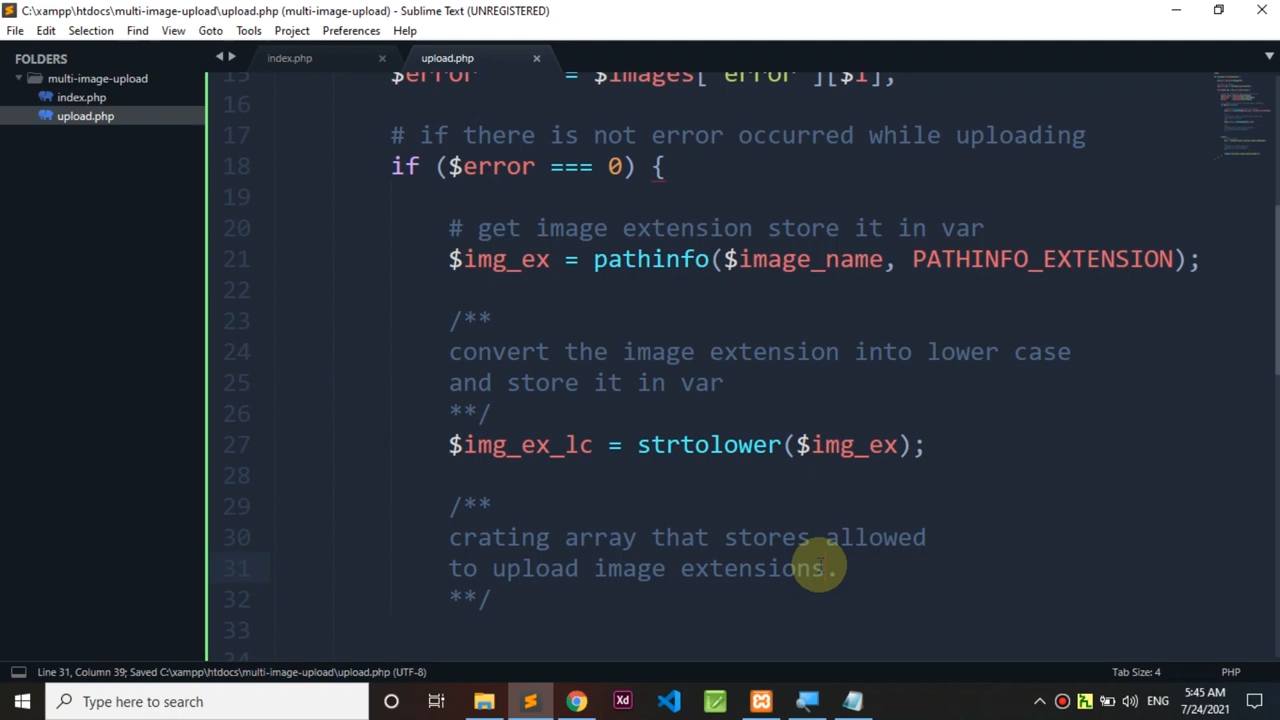 C:\xampp\htdocs\multi-image-upload\upload.php (multi-image-upload) - Sublime Text (UNREGISTERED)
File Edit Selection Find View Goto Tools Project Preferences Help
FOLDERS
multi-image-upload
index.php
upload.php
index.php
upload.php
15 $error = $images['error'][$i];
16
17 # if there is not error occurred while uploading
18 if ($error === 0) {
19
20 # get image extension store it in var
21 $img_ex = pathinfo($image_name, PATHINFO_EXTENSION);
22
23 /**
24 convert the image extension into lower case
25 and store it in var
26 **/
27 $img_ex_lc = strtolower($img_ex);
28
29 /**
30 crating array that stores allowed
31 to upload image extensions.
32 **/
33
34
Line 31, Column 39; Saved C:\xampp\htdocs\multi-image-upload\upload.php (UTF-8)
Tab Size: 4
PHP
Type here to search
Xd
ENG
5:45 AM
7/24/2021